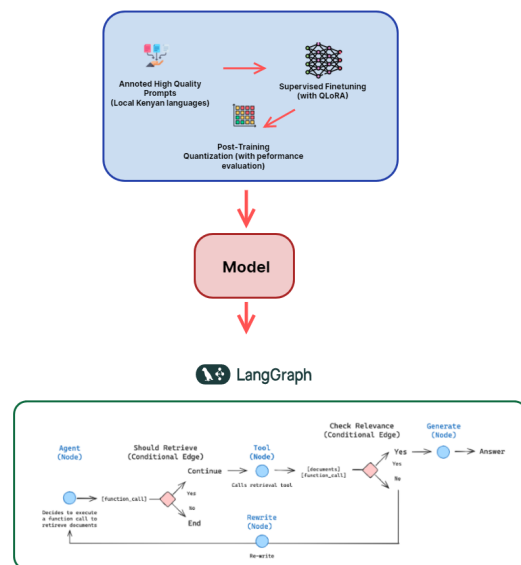 Annoted High Quality
Prompts
(Local Kenyan languages)
Supervised Finetuning
(with QLoRA)
Post-Training
Quantization (with peformance
evaluation)
Model
LangGraph
Agent
(Node)
Should Retrieve
(Conditional Edge)
Tool
(Node)
Check Relevance
(Conditional Edge)
Generate
(Node)
Continue
Yes
Answer
[function_call]
Yes
Calls retrieval tool
[documents]
[function_call]
Yes
No
No
End
Decides to execute
a function call to
retrieve documents
Rewrite
(Node)
Re-write